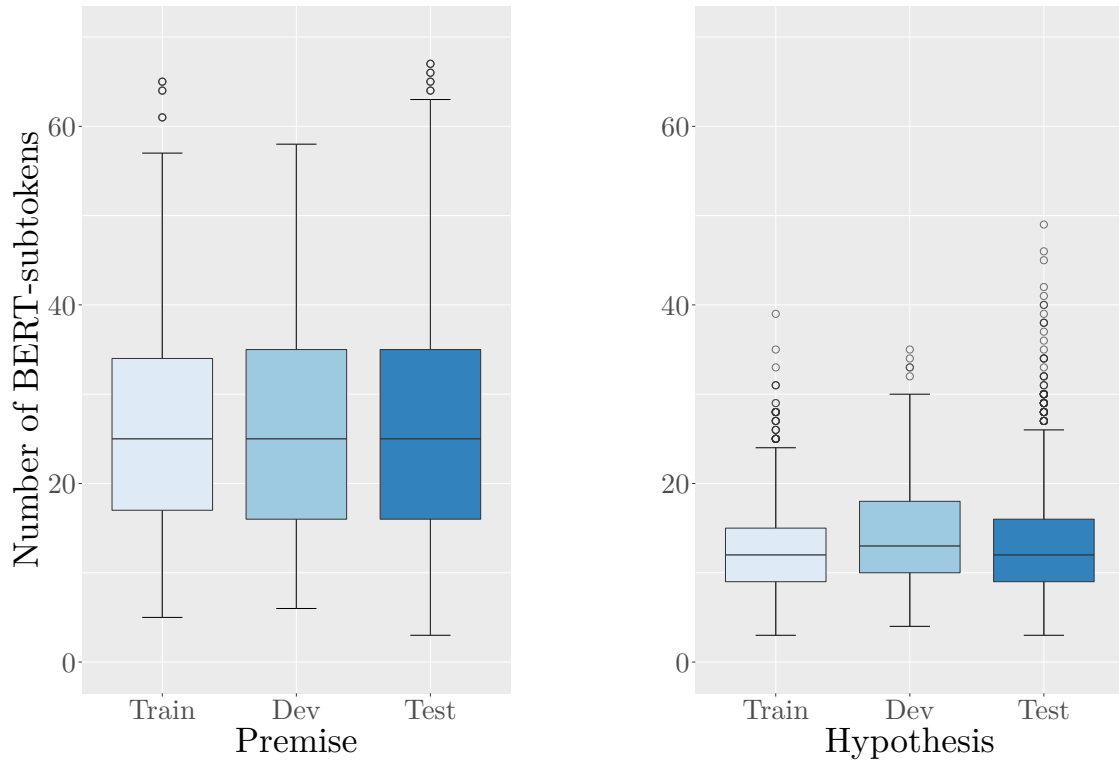 Number of BERT-subtokens
60
40
20
0
Train Dev Test
Premise
60
40
20
0
Train Dev Test
Hypothesis